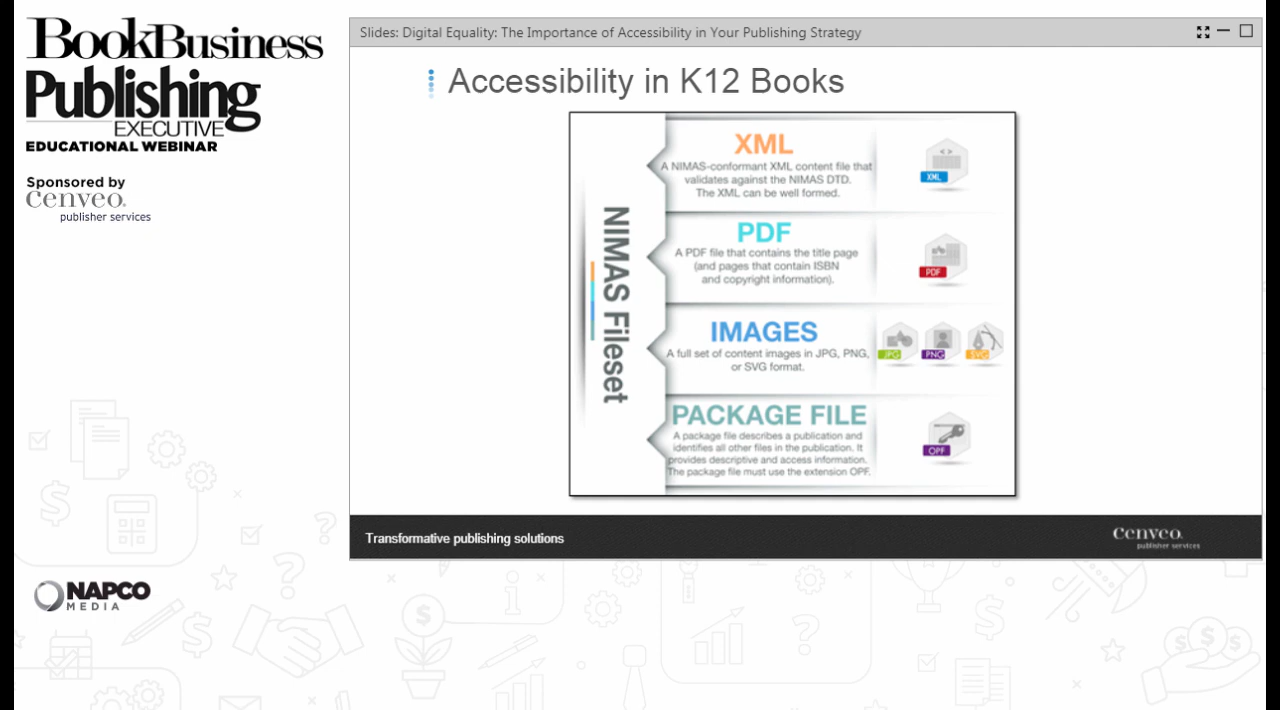 BookBusiness
Publishing
EXECUTIVE
EDUCATIONAL WEBINAR
Sponsored by
Cenveo.
publisher services
NAPCO
MEDIA
Slides: Digital Equality: The Importance of Accessibility in Your Publishing Strategy
Accessibility in K12 Books
NIMAS Fileset
XML
A NIMAS-conformant XML content file that
validates against the NIMAS DTD.
The XML can be well formed.
XML
PDF
A PDF file that contains the title page
(and pages that contain ISBN
and copyright information).
PDF
IMAGES
A full set of content images in JPG, PNG,
or SVG format.
JPG
PNG
SVG
PACKAGE FILE
A package file describes a publication and
identifies all other files in the publication. It
provides descriptive and access information.
The package file must use the extension OPF.
OPF
Transformative publishing solutions
Cenveo.
publisher services